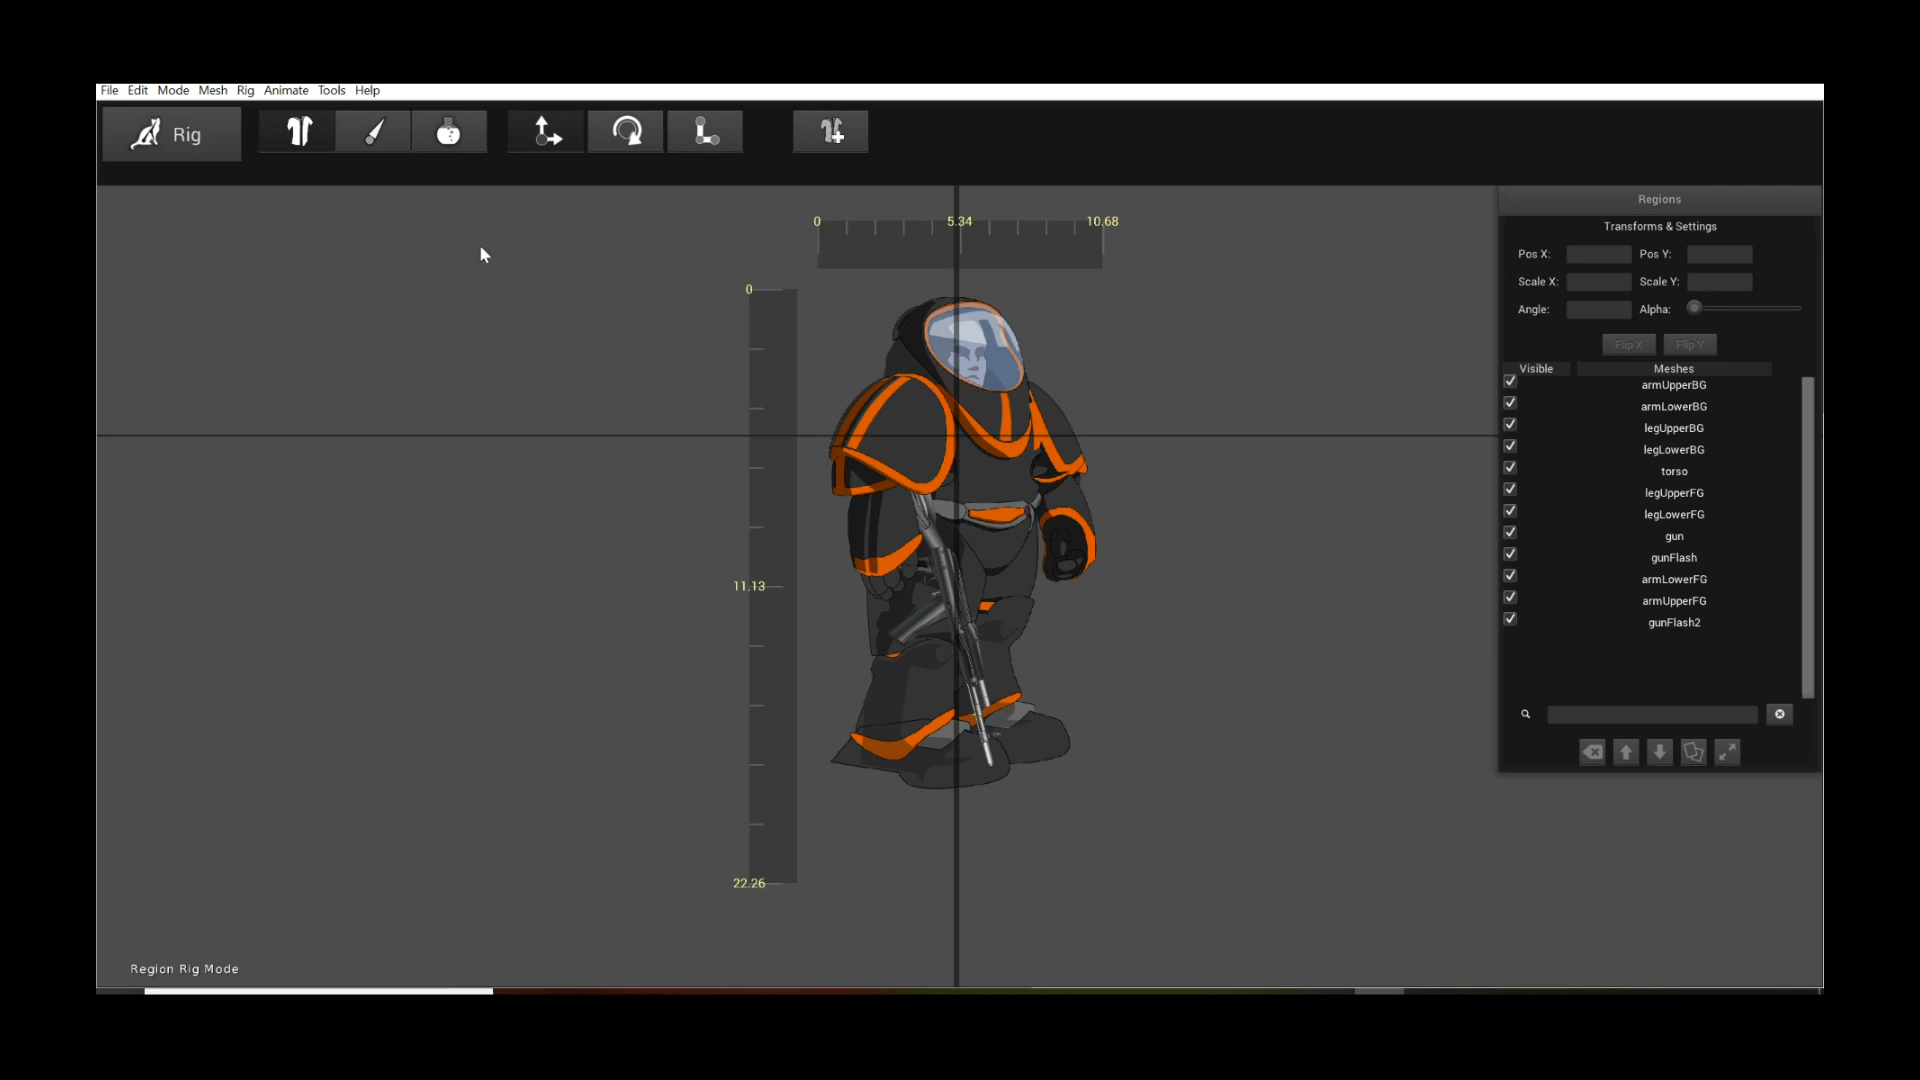 File Edit Mode Mesh Rig Animate Tools Help
Rig
0 5.34 10.68
0
11.13
22.26
Region Rig Mode
Regions
Transforms & Settings
Pos X: Pos Y:
Scale X: Scale Y:
Angle: Alpha:
Flip X Flip Y
Visible Meshes
armUpperBG
armLowerBG
legUpperBG
legLowerBG
torso
legUpperFG
legLowerFG
gun
gunFlash
armLowerFG
armUpperFG
gunFlash2